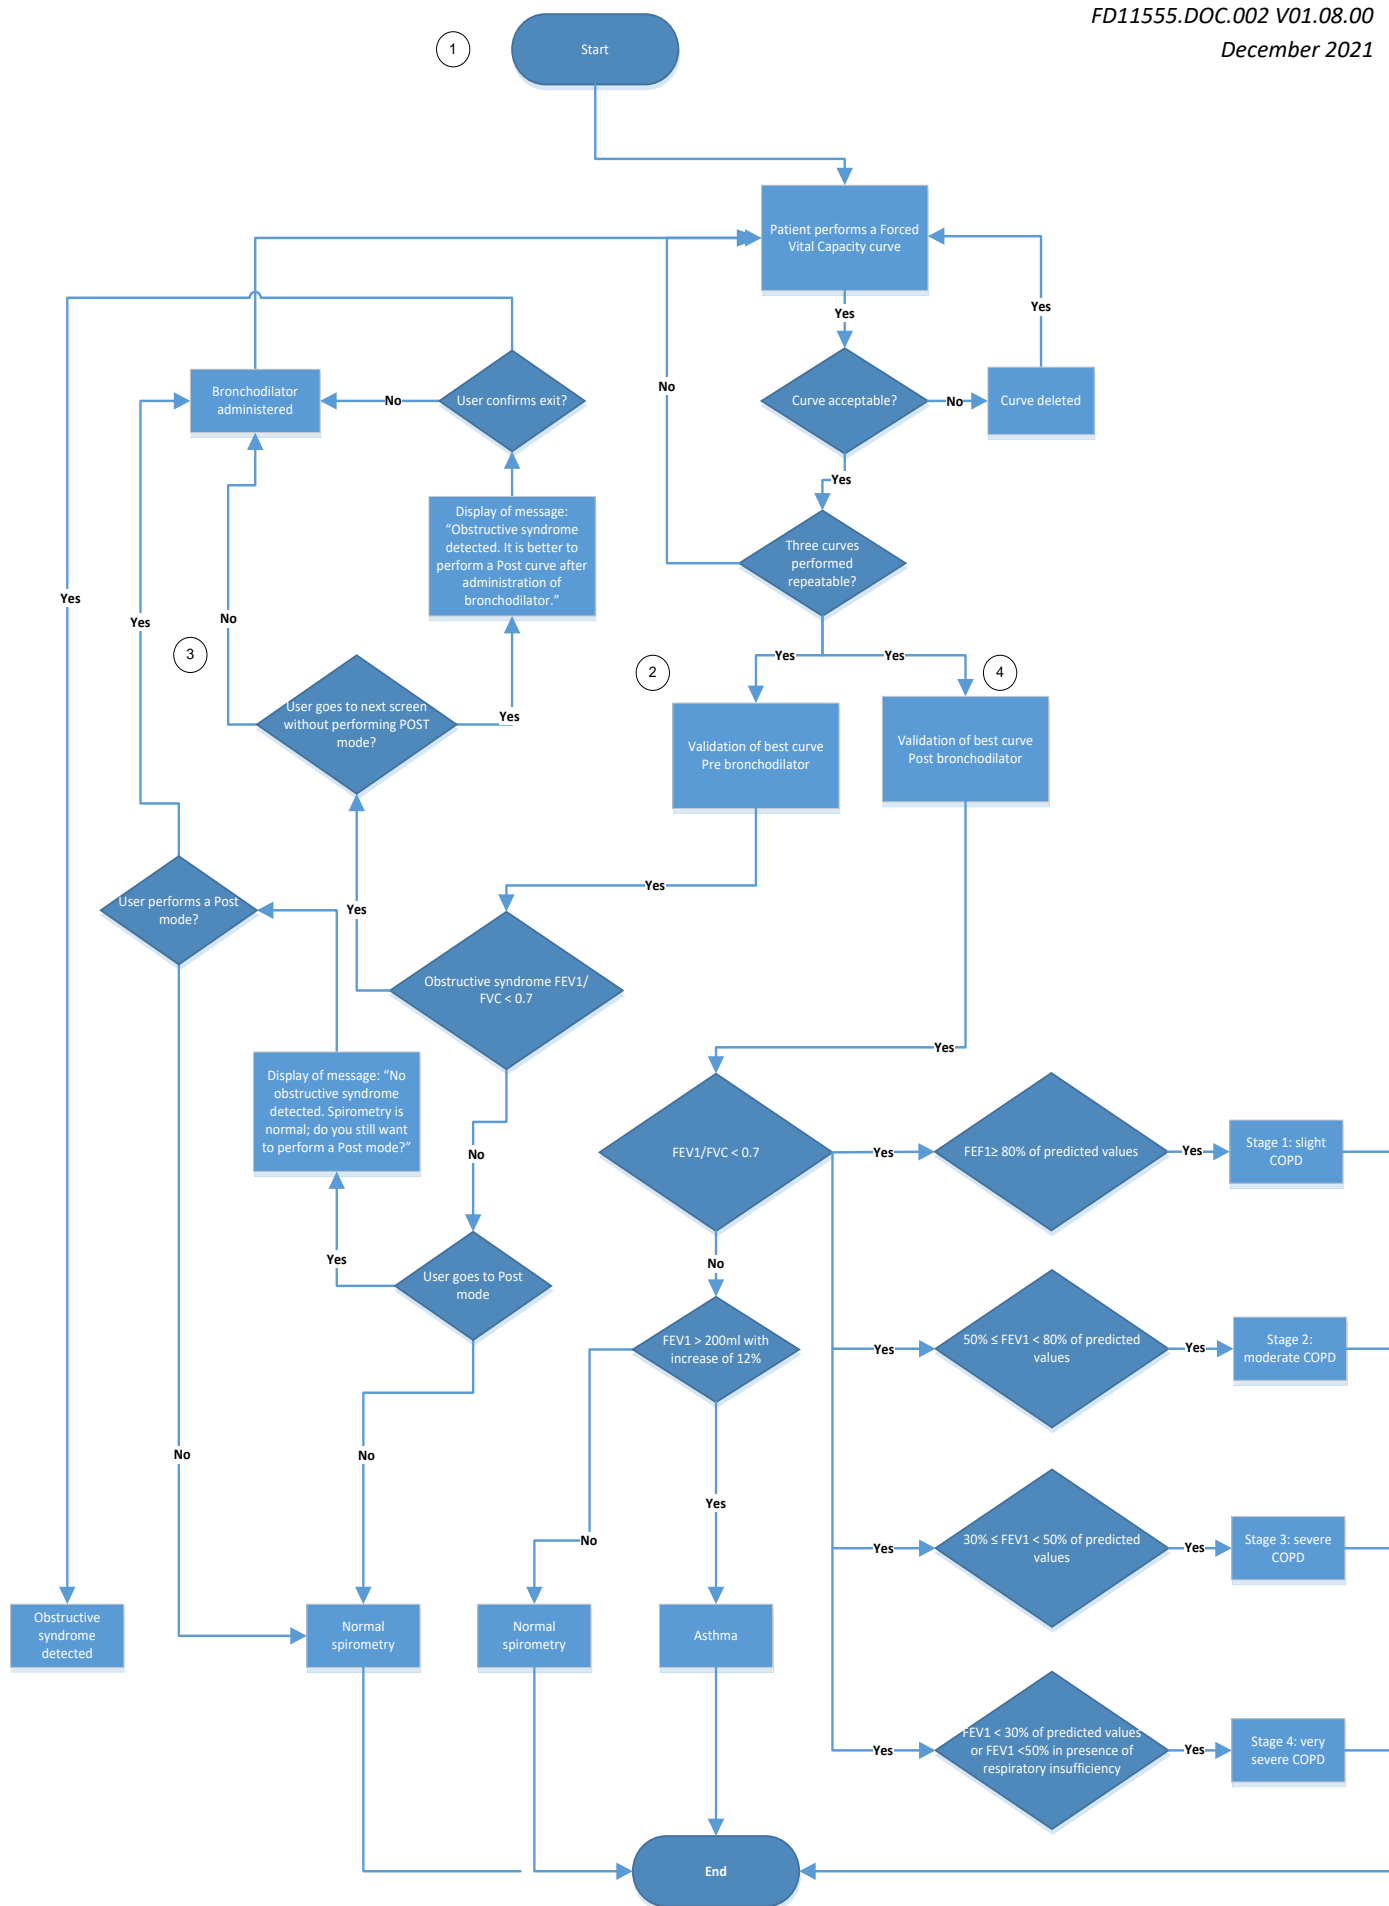 FD11555.DOC.002 V01.08.00
December 2021
1
Start
Patient performs a Forced
Vital Capacity curve
Yes
Yes
Curve acceptable?
No
Curve deleted
No
Yes
Three curves
performed
repeatable?
Bronchodilator
administered
No
User confirms exit?
Display of message:
“Obstructive syndrome
detected. It is better to
perform a Post curve after
administration of
bronchodilator.”
Yes
Yes
No
3
User goes to next screen
without performing POST
mode?
Yes
Yes
Yes
2
4
Validation of best curve
Pre bronchodilator
Validation of best curve
Post bronchodilator
Yes
User performs a Post
mode?
Yes
Obstructive syndrome FEV1/
FVC < 0.7
Yes
Display of message: “No
obstructive syndrome
detected. Spirometry is
normal; do you still want
to perform a Post mode?”
No
FEV1/FVC < 0.7
Yes
FEF1≥ 80% of predicted values
Yes
Stage 1: slight
COPD
Yes
User goes to Post
mode
No
FEV1 > 200ml with
increase of 12%
Yes
50% ≤ FEV1 < 80% of predicted
values
Yes
Stage 2:
moderate COPD
No
No
Yes
No
Yes
30% ≤ FEV1 < 50% of predicted
values
Yes
Stage 3: severe
COPD
Obstructive
syndrome
detected
Normal
spirometry
Normal
spirometry
Asthma
Yes
FEV1 < 30% of predicted values
or FEV1 <50% in presence of
respiratory insufficiency
Yes
Stage 4: very
severe COPD
End